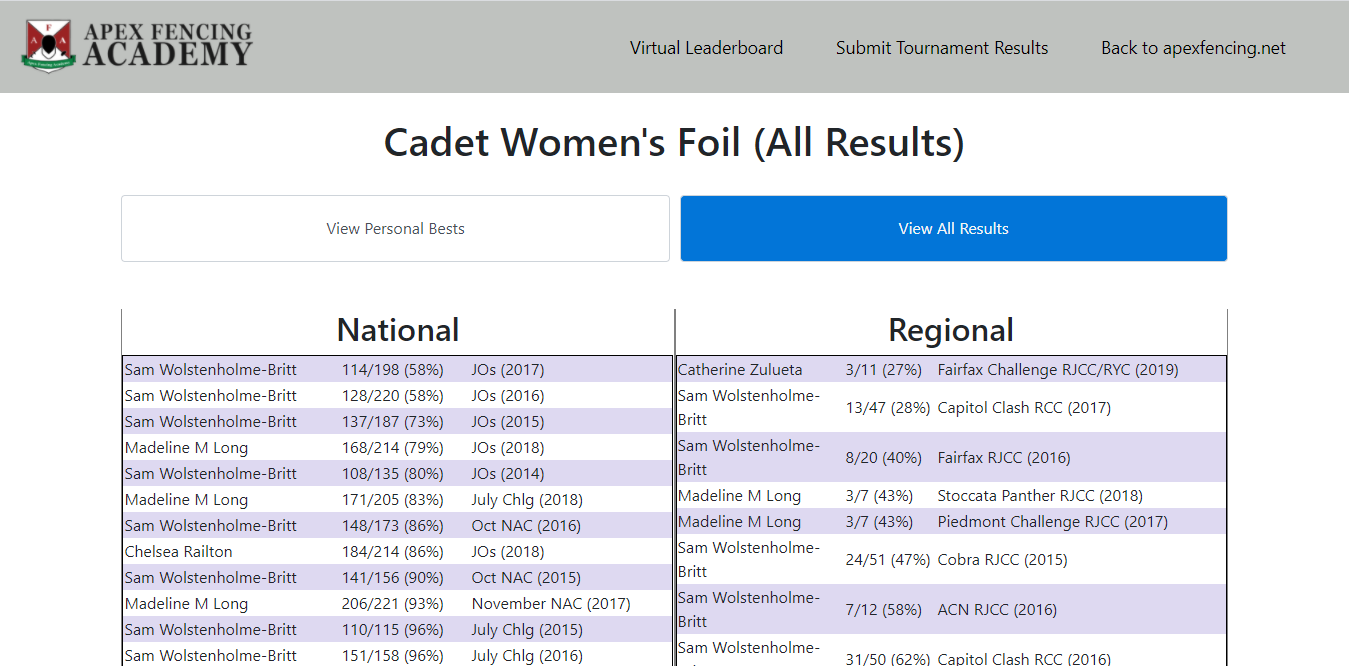 APEX FENCING
ACADEMY
Virtual Leaderboard
Submit Tournament Results
Back to apexfencing.net
Cadet Women's Foil (All Results)
View Personal Bests
View All Results
National
Sam Wolstenholme-Britt 114/198 (58%) JOs (2017)
Sam Wolstenholme-Britt 128/220 (58%) JOs (2016)
Sam Wolstenholme-Britt 137/187 (73%) JOs (2015)
Madeline M Long 168/214 (79%) JOs (2018)
Sam Wolstenholme-Britt 108/135 (80%) JOs (2014)
Madeline M Long 171/205 (83%) July Chlg (2018)
Sam Wolstenholme-Britt 148/173 (86%) Oct NAC (2016)
Chelsea Railton 184/214 (86%) JOs (2018)
Sam Wolstenholme-Britt 141/156 (90%) Oct NAC (2015)
Madeline M Long 206/221 (93%) November NAC (2017)
Sam Wolstenholme-Britt 110/115 (96%) July Chlg (2015)
Sam Wolstenholme-Britt 151/158 (96%) July Chlg (2016)
Regional
Catherine Zulueta 3/11 (27%) Fairfax Challenge RJCC/RYC (2019)
Sam Wolstenholme-
Britt 13/47 (28%) Capitol Clash RCC (2017)
Sam Wolstenholme-
Britt 8/20 (40%) Fairfax RJCC (2016)
Madeline M Long 3/7 (43%) Stoccata Panther RJCC (2018)
Madeline M Long 3/7 (43%) Piedmont Challenge RJCC (2017)
Sam Wolstenholme-
Britt 24/51 (47%) Cobra RJCC (2015)
Sam Wolstenholme-
Britt 7/12 (58%) ACN RJCC (2016)
Sam Wolstenholme-
31/50 (62%) Capitol Clash RCC (2016)